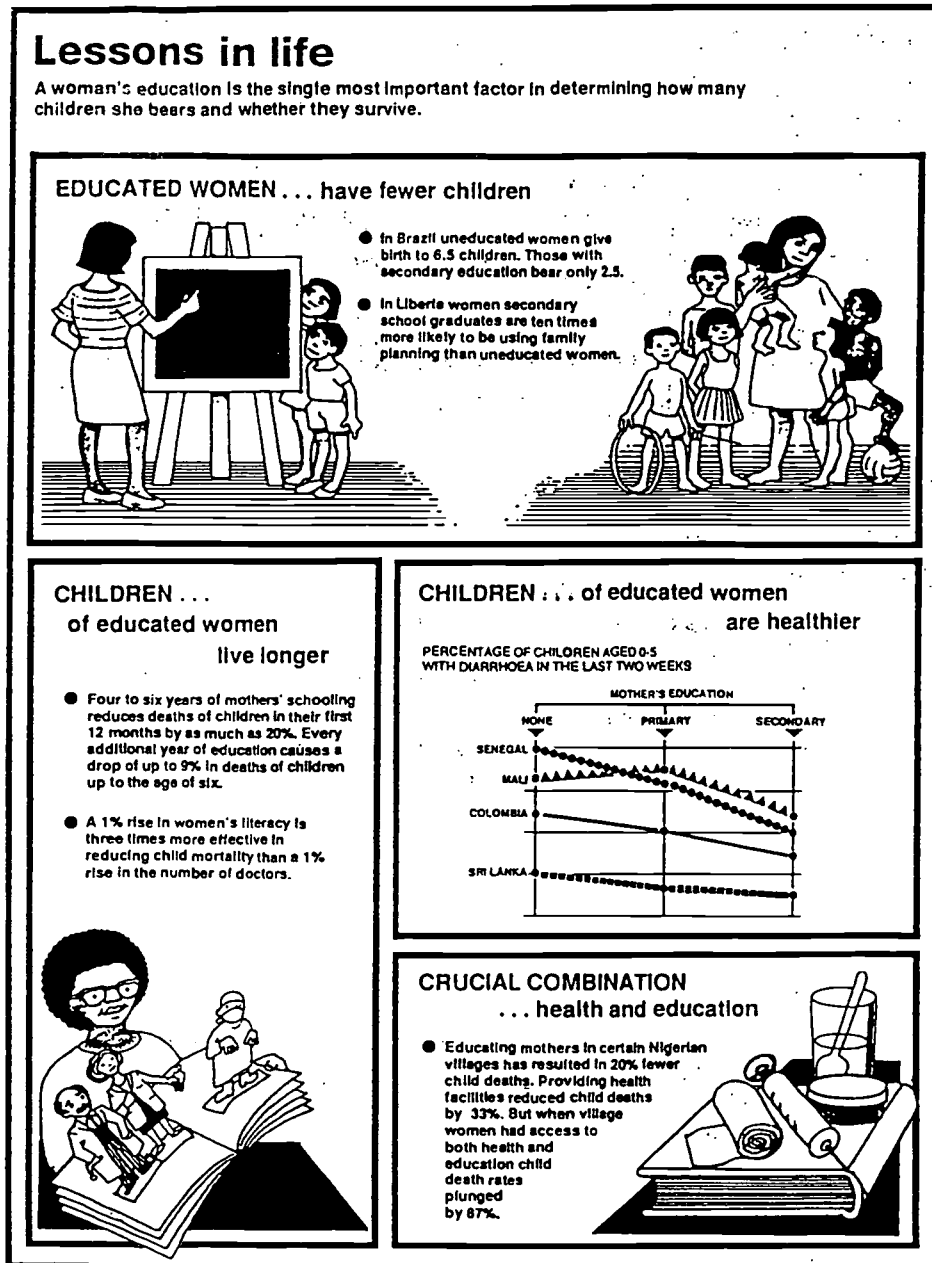 Lessons in life
A woman's education is the single most important factor in determining how many
children she bears and whether they survive.
EDUCATED WOMEN . . . have fewer children
● In Brazil uneducated women give
birth to 6.5 children. Those with
secondary education bear only 2.5.
● In Liberia women secondary
school graduates are ten times
more likely to be using family
planning than uneducated women.
CHILDREN . . .
of educated women
live longer
● Four to six years of mothers' schooling
reduces deaths of children in their first
12 months by as much as 20%. Every
additional year of education causes a
drop of up to 9% in deaths of children
up to the age of six.
● A 1% rise in women's literacy is
three times more effective in
reducing child mortality than a 1%
rise in the number of doctors.
CHILDREN . . . of educated women
are healthier
PERCENTAGE OF CHILDREN AGED 0-5
WITH DIARRHOEA IN THE LAST TWO WEEKS
MOTHER'S EDUCATION
NONE PRIMARY SECONDARY
SENEGAL
MALI
COLOMBIA
SRI LANKA
CRUCIAL COMBINATION
. . . health and education
● Educating mothers in certain Nigerian
villages has resulted in 20% fewer
child deaths. Providing health
facilities reduced child deaths
by 33%. But when village
women had access to
both health and
education child
death rates
plunged
by 87%.